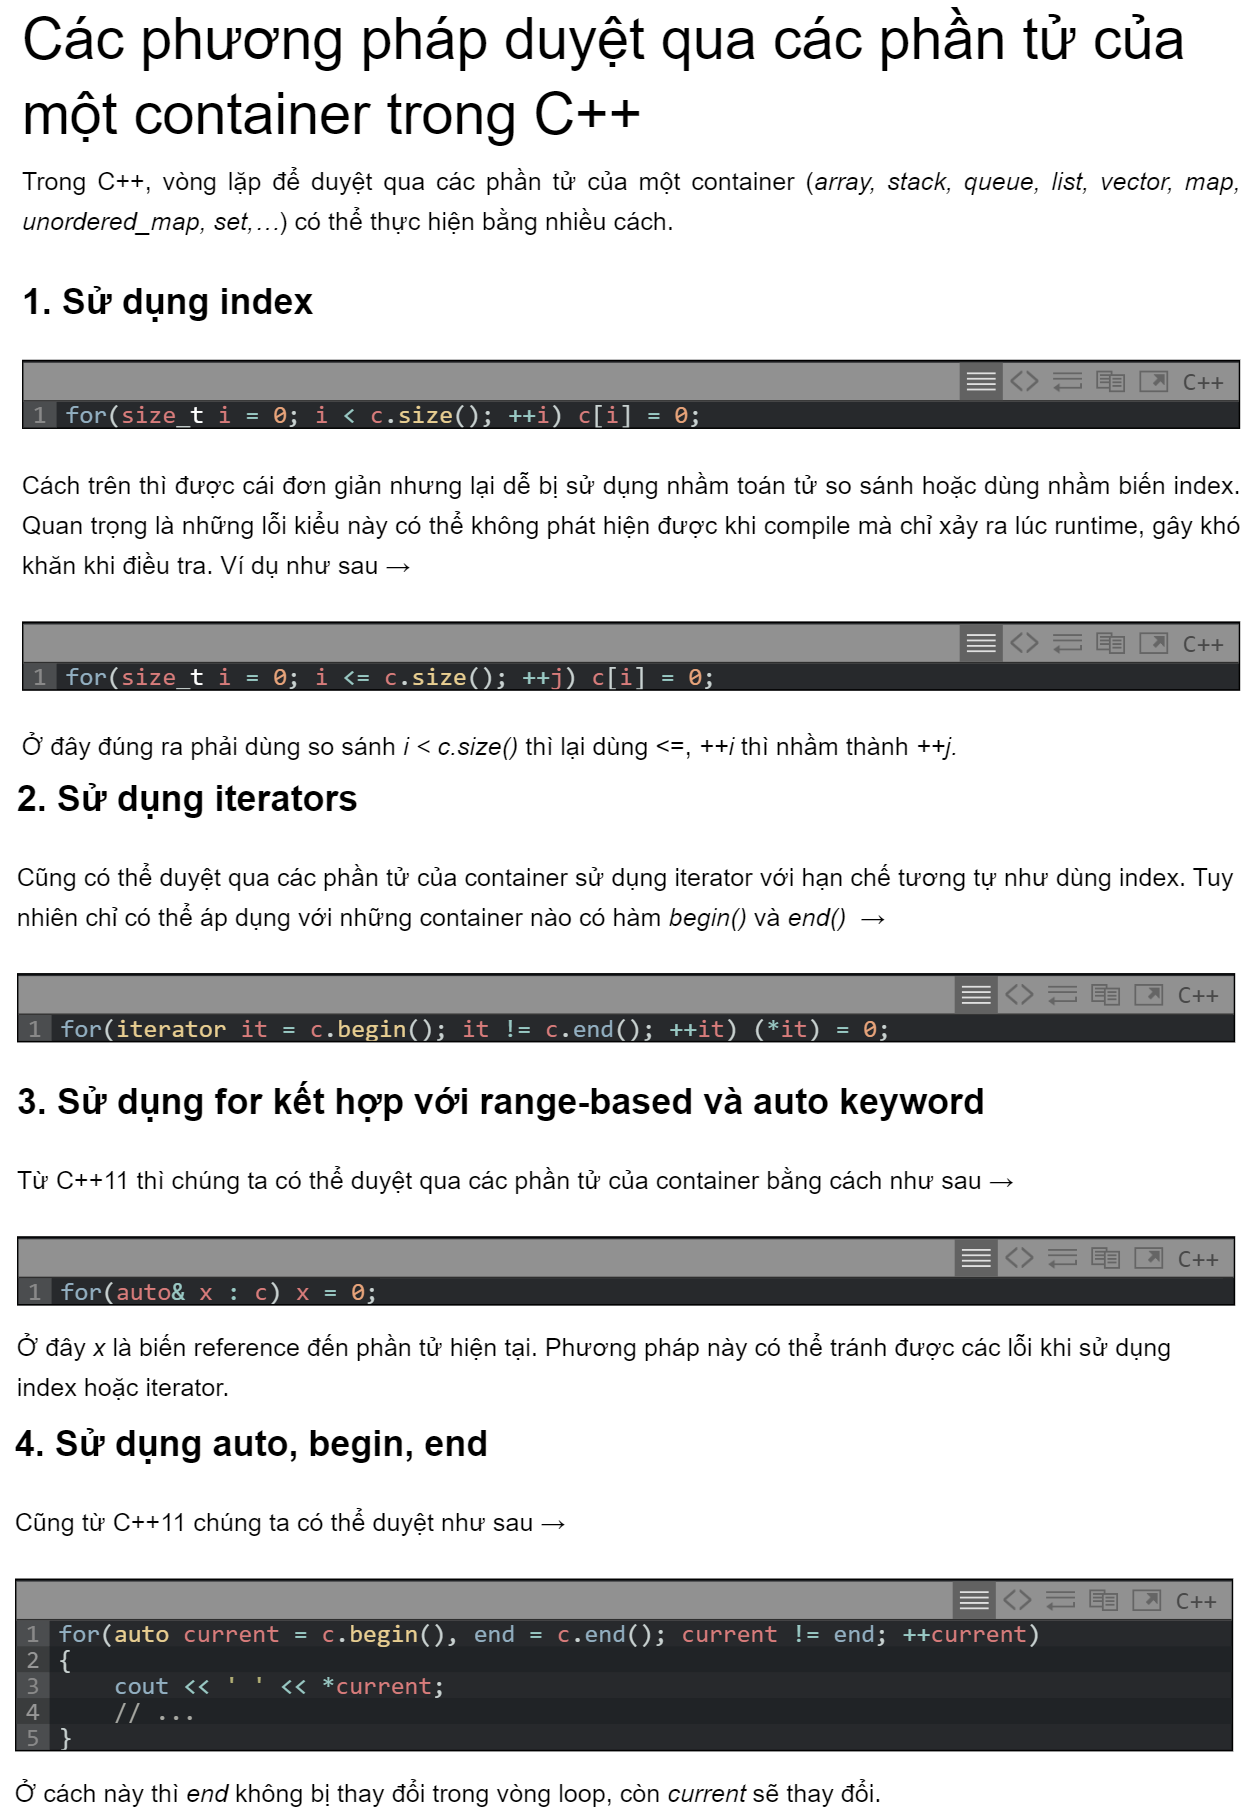 Các phương pháp duyệt qua các phần tử của
một container trong C++
Trong C++, vòng lặp để duyệt qua các phần tử của một container (array, stack, queue, list, vector, map,
unordered_map, set,…) có thể thực hiện bằng nhiều cách.
1. Sử dụng index
C++
1 for(size_t i = 0; i < c.size(); ++i) c[i] = 0;
Cách trên thì được cái đơn giản nhưng lại dễ bị sử dụng nhầm toán tử so sánh hoặc dùng nhầm biến index.
Quan trọng là những lỗi kiểu này có thể không phát hiện được khi compile mà chỉ xảy ra lúc runtime, gây khó
khăn khi điều tra. Ví dụ như sau →
C++
1 for(size_t i = 0; i <= c.size(); ++j) c[i] = 0;
Ở đây đúng ra phải dùng so sánh i < c.size() thì lại dùng <=, ++i thì nhầm thành ++j.
2. Sử dụng iterators
Cũng có thể duyệt qua các phần tử của container sử dụng iterator với hạn chế tương tự như dùng index. Tuy
nhiên chỉ có thể áp dụng với những container nào có hàm begin() và end() →
C++
1 for(iterator it = c.begin(); it != c.end(); ++it) (*it) = 0;
3. Sử dụng for kết hợp với range-based và auto keyword
Từ C++11 thì chúng ta có thể duyệt qua các phần tử của container bằng cách như sau →
C++
1 for(auto& x : c) x = 0;
Ở đây x là biến reference đến phần tử hiện tại. Phương pháp này có thể tránh được các lỗi khi sử dụng
index hoặc iterator.
4. Sử dụng auto, begin, end
Cũng từ C++11 chúng ta có thể duyệt như sau →
C++
1 for(auto current = c.begin(), end = c.end(); current != end; ++current)
2 {
3     cout << ' ' << *current;
4     // ...
5 }
Ở cách này thì end không bị thay đổi trong vòng loop, còn current sẽ thay đổi.